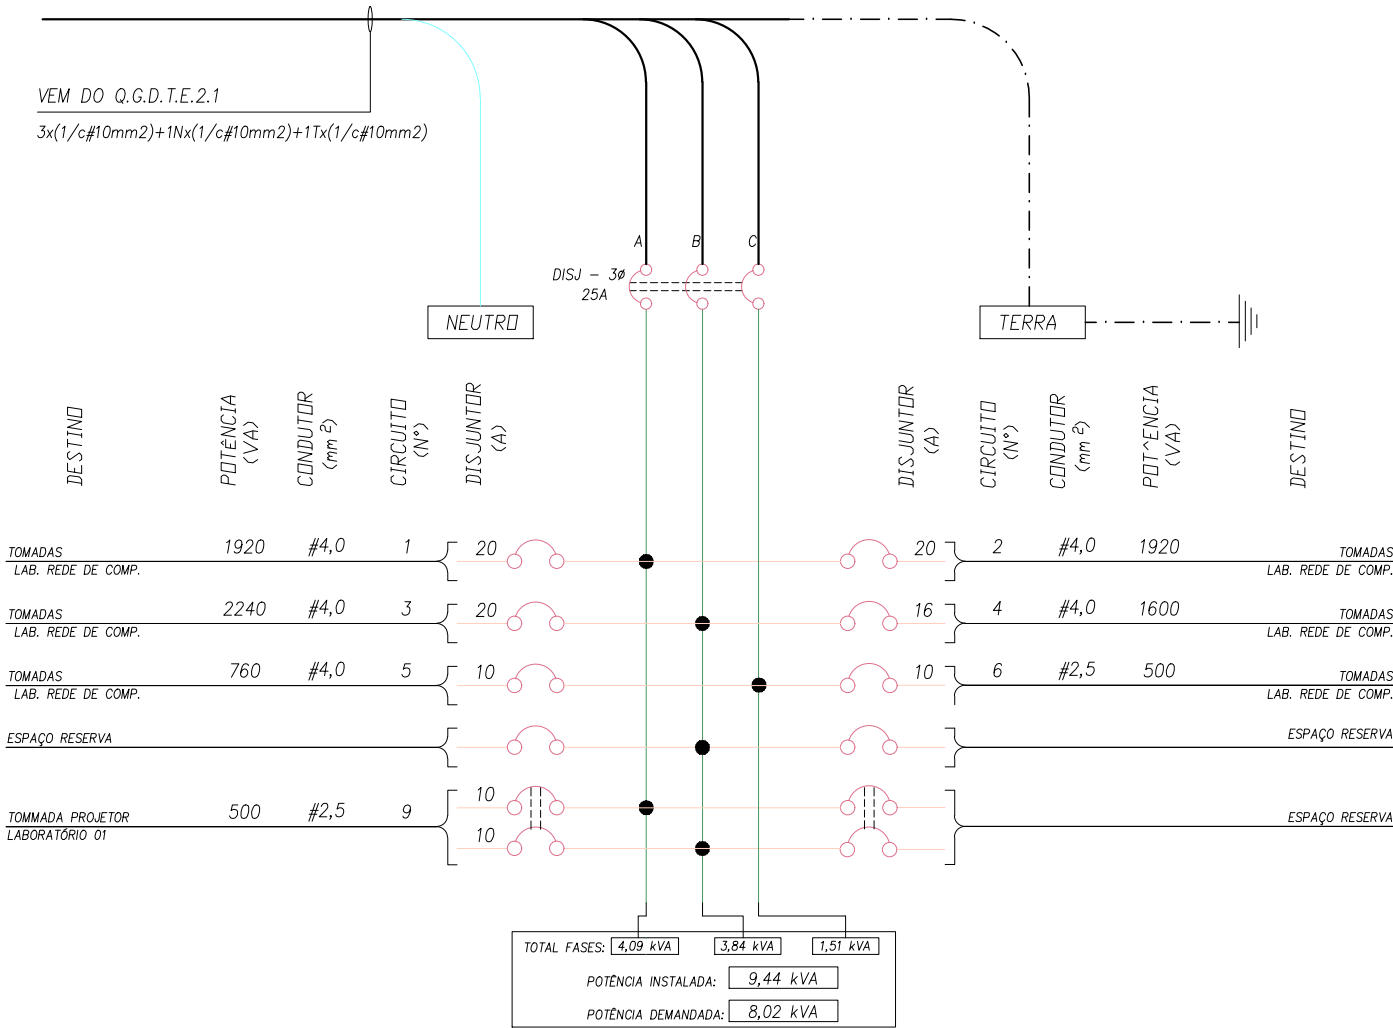 VEM DO Q.G.D.T.E.2.1
3x(1/c#10mm2)+1Nx(1/c#10mm2)+1Tx(1/c#10mm2)
A B C
DISJ - 3ø
25A
NEUTRO
TERRA
DESTINO
POTÊNCIA
(VA)
CONDUTOR
(mm 2)
CIRCUITO
(Nº)
DISJUNTOR
(A)
DISJUNTOR
(A)
CIRCUITO
(Nº)
CONDUTOR
(mm 2)
POT^ENCIA
(VA)
DESTINO
TOMADAS 1920 #4,0 1 20 20 2 #4,0 1920 TOMADAS
LAB. REDE DE COMP. LAB. REDE DE COMP.
TOMADAS 2240 #4,0 3 20 16 4 #4,0 1600 TOMADAS
LAB. REDE DE COMP. LAB. REDE DE COMP.
TOMADAS 760 #4,0 5 10 10 6 #2,5 500 TOMADAS
LAB. REDE DE COMP. LAB. REDE DE COMP.
ESPAÇO RESERVA ESPAÇO RESERVA
10
TOMMADA PROJETOR 500 #2,5 9 ESPAÇO RESERVA
LABORATÓRIO 01 10
TOTAL FASES: 4,09 kVA 3,84 kVA 1,51 kVA
POTÊNCIA INSTALADA: 9,44 kVA
POTÊNCIA DEMANDADA: 8,02 kVA